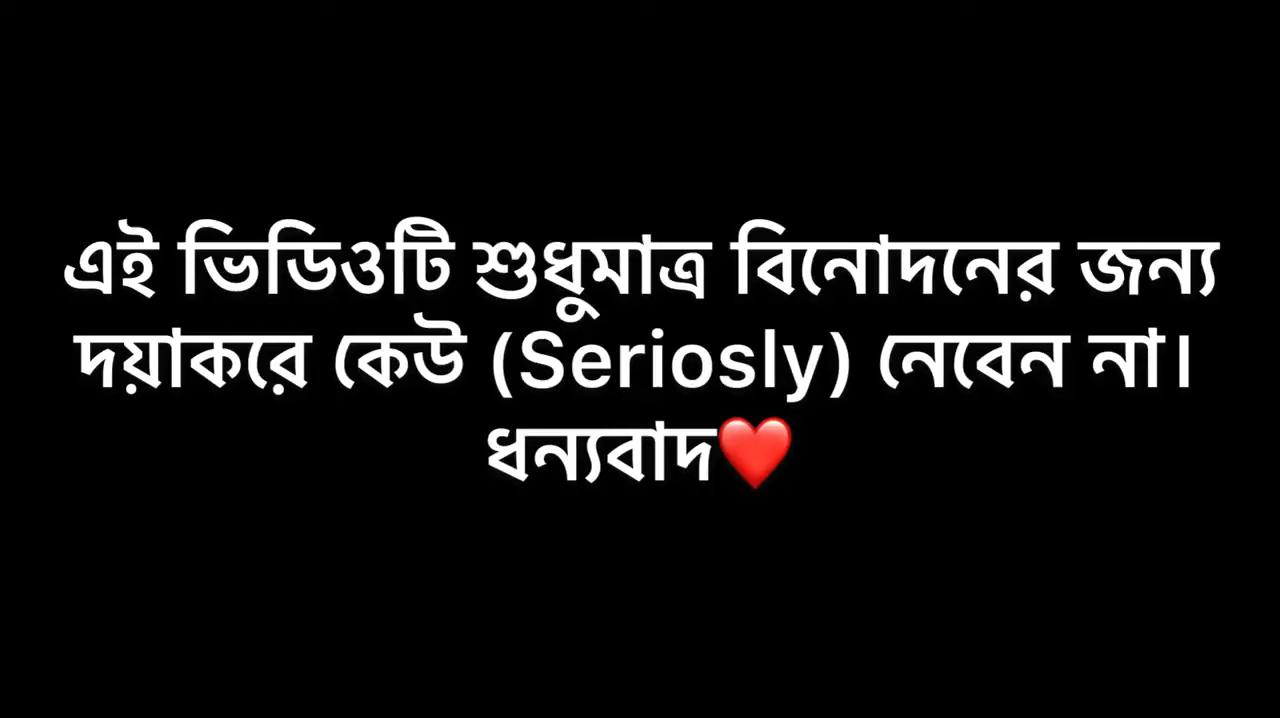 এই ভিডিওটি শুধুমাত্র বিনোদনের জন্য
দয়াকরে কেউ (Seriosly) নেবেন না।
ধন্যবাদ❤️